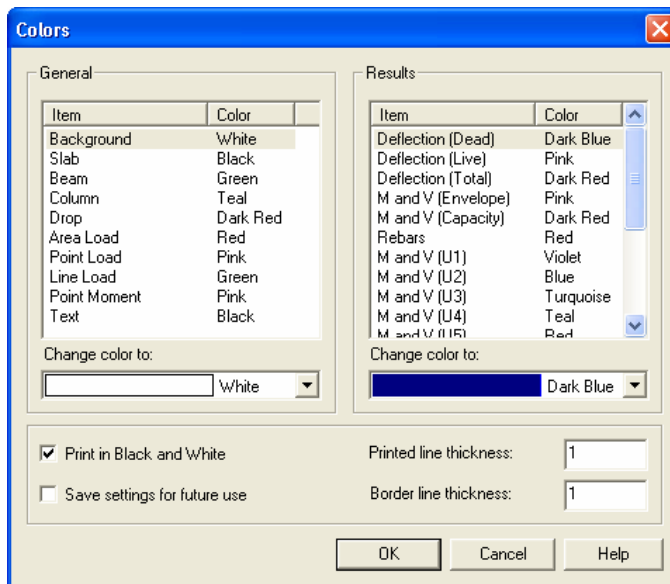 Colors
General
Item Color
Background White
Slab Black
Beam Green
Column Teal
Drop Dark Red
Area Load Red
Point Load Pink
Line Load Green
Point Moment Pink
Text Black
Change color to:
White
Results
Item Color
Deflection (Dead) Dark Blue
Deflection (Live) Pink
Deflection (Total) Dark Red
M and V (Envelope) Pink
M and V (Capacity) Dark Red
Rebars Red
M and V (U1) Violet
M and V (U2) Blue
M and V (U3) Turquoise
M and V (U4) Teal
M and V (U5) Red
Change color to:
Dark Blue
Print in Black and White
Save settings for future use
Printed line thickness: 1
Border line thickness: 1
OK Cancel Help